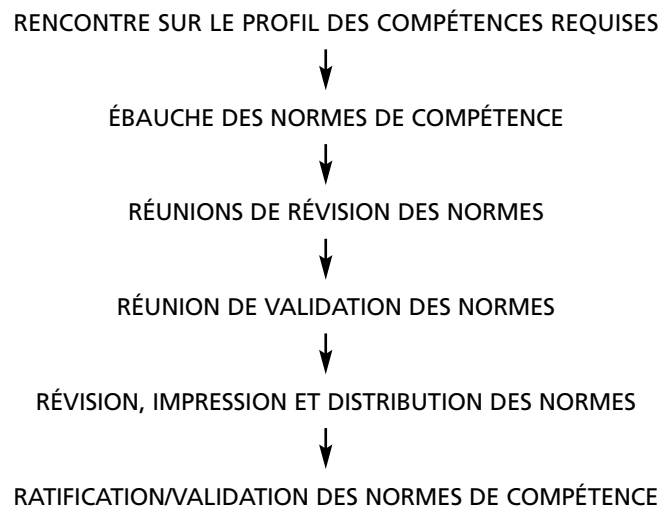 RENCONTRE SUR LE PROFIL DES COMPÉTENCES REQUISES
ÉBAUCHE DES NORMES DE COMPÉTENCE
RÉUNIONS DE RÉVISION DES NORMES
RÉUNION DE VALIDATION DES NORMES
RÉVISION, IMPRESSION ET DISTRIBUTION DES NORMES
RATIFICATION/VALIDATION DES NORMES DE COMPÉTENCE